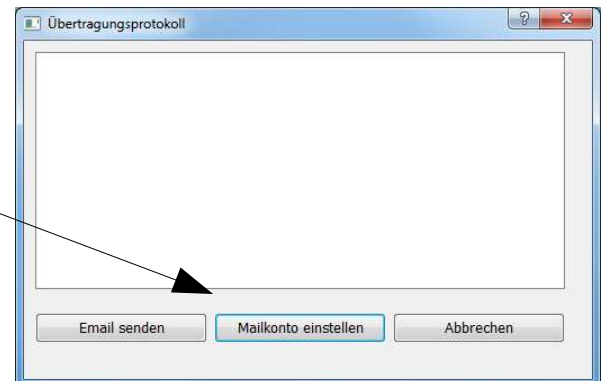 Übertragungsprotokoll
Email senden
Mailkonto einstellen
Abbrechen